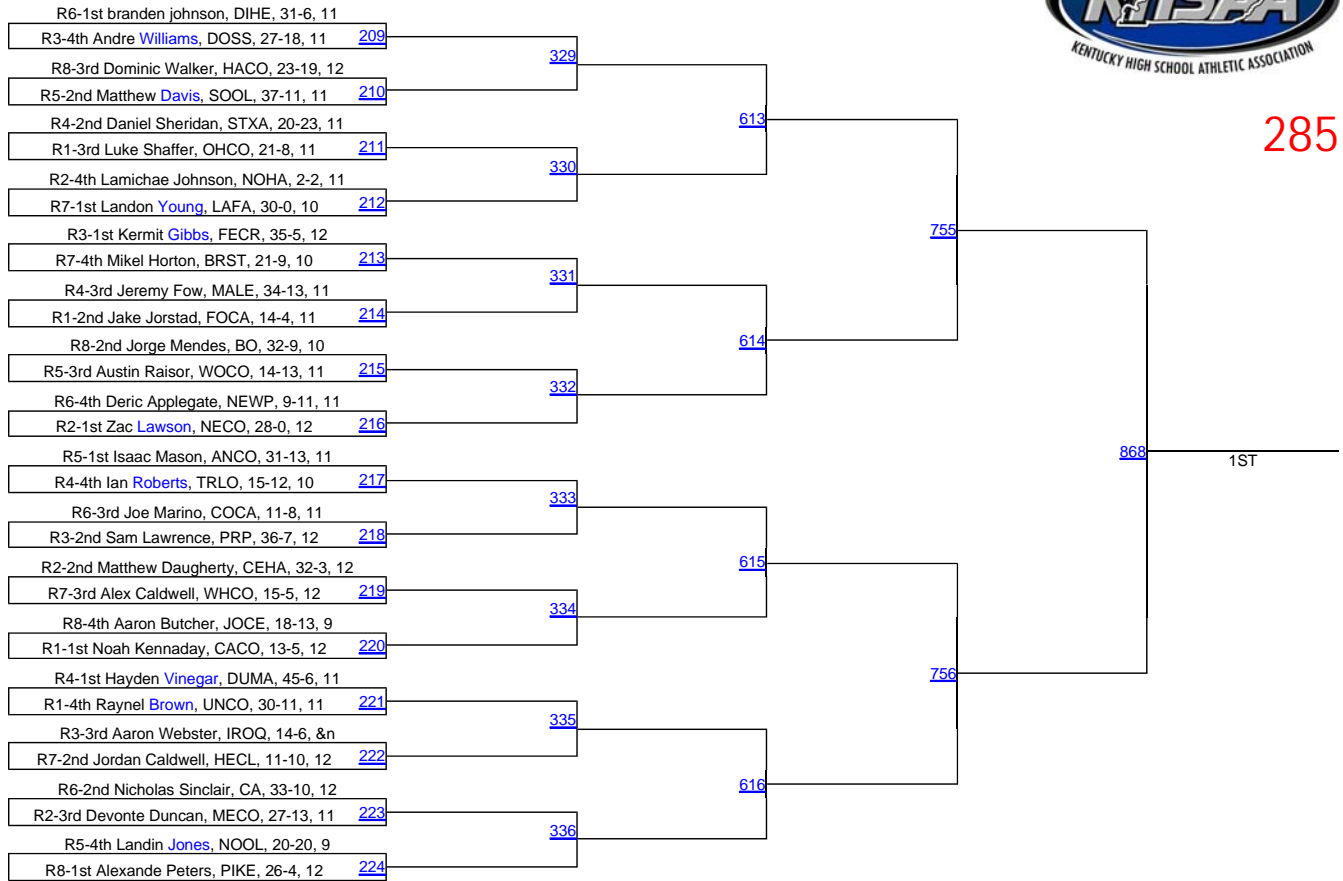 R6-1st branden johnson, DIHE, 31-6, 11
R3-4th Andre Williams, DOSS, 27-18, 11 209
R8-3rd Dominic Walker, HACO, 23-19, 12
R5-2nd Matthew Davis, SOOL, 37-11, 11 210
R4-2nd Daniel Sheridan, STXA, 20-23, 11
R1-3rd Luke Shaffer, OHCO, 21-8, 11 211
R2-4th Lamichae Johnson, NOHA, 2-2, 11
R7-1st Landon Young, LAFA, 30-0, 10 212
R3-1st Kermit Gibbs, FECR, 35-5, 12
R7-4th Mikel Horton, BRST, 21-9, 10 213
R4-3rd Jeremy Fow, MALE, 34-13, 11
R1-2nd Jake Jorstad, FOCA, 14-4, 11 214
R8-2nd Jorge Mendes, BO, 32-9, 10
R5-3rd Austin Raisor, WOCO, 14-13, 11 215
R6-4th Deric Applegate, NEWP, 9-11, 11
R2-1st Zac Lawson, NECO, 28-0, 12 216
R5-1st Isaac Mason, ANCO, 31-13, 11
R4-4th Ian Roberts, TRLO, 15-12, 10 217
R6-3rd Joe Marino, COCA, 11-8, 11
R3-2nd Sam Lawrence, PRP, 36-7, 12 218
R2-2nd Matthew Daugherty, CEHA, 32-3, 12
R7-3rd Alex Caldwell, WHCO, 15-5, 12 219
R8-4th Aaron Butcher, JOCE, 18-13, 9
R1-1st Noah Kennaday, CACO, 13-5, 12 220
R4-1st Hayden Vinegar, DUMA, 45-6, 11
R1-4th Raynel Brown, UNCO, 30-11, 11 221
R3-3rd Aaron Webster, IROQ, 14-6, &n
R7-2nd Jordan Caldwell, HECL, 11-10, 12 222
R6-2nd Nicholas Sinclair, CA, 33-10, 12
R2-3rd Devonte Duncan, MECO, 27-13, 11 223
R5-4th Landin Jones, NOOL, 20-20, 9
R8-1st Alexande Peters, PIKE, 26-4, 12 224
329
330
331
332
333
334
335
336
613
614
615
616
755
756
868
1ST
KHSAA
KENTUCKY HIGH SCHOOL ATHLETIC ASSOCIATION
285